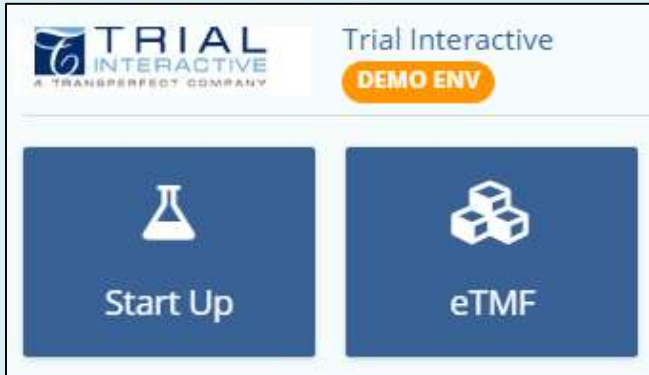 TRIAL
INTERACTIVE
A TRANSPERFECT COMPANY
Trial Interactive
DEMO ENV
Start Up
eTMF